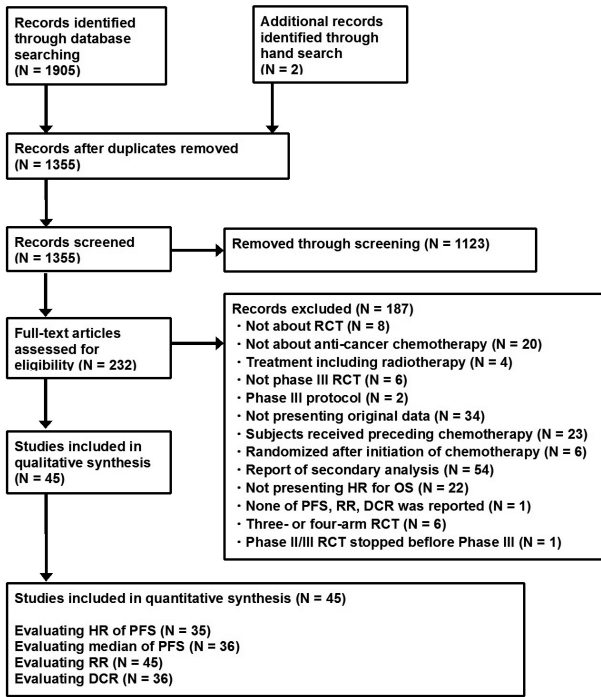 Records identified
through database
searching
(N = 1905)
Additional records
identified through
hand search
(N = 2)
Records after duplicates removed
(N = 1355)
Records screened
(N = 1355)
Removed through screening (N = 1123)
Full-text articles
assessed for
eligibility (N = 232)
Records excluded (N = 187)
・Not about RCT (N = 8)
・Not about anti-cancer chemotherapy (N = 20)
・Treatment including radiotherapy (N = 4)
・Not phase III RCT (N = 6)
・Phase III protocol (N = 2)
・Not presenting original data (N = 34)
・Subjects received preceding chemotherapy (N = 23)
・Randomized after initiation of chemotherapy (N = 6)
・Report of secondary analysis (N = 54)
・Not presenting HR for OS (N = 22)
・None of PFS, RR, DCR was reported (N = 1)
・Three- or four-arm RCT (N = 6)
・Phase II/III RCT stopped beflore Phase III (N = 1)
Studies included in
qualitative synthesis
(N = 45)
Studies included in quantitative synthesis (N = 45)
Evaluating HR of PFS (N = 35)
Evaluating median of PFS (N = 36)
Evaluating RR (N = 45)
Evaluating DCR (N = 36)